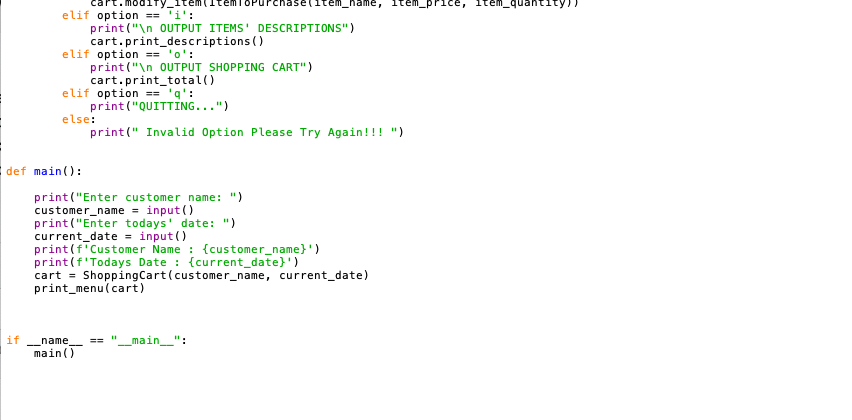 cart.modify_item(ItemToPurchase(item_name, item_price, item_quantity))
elif option == 'i':
print("\n OUTPUT ITEMS' DESCRIPTIONS")
cart.print_descriptions()
elif option == 'o':
print("\n OUTPUT SHOPPING CART")
cart.print_total()
elif option == 'q':
print("QUITTING...")
else:
print(" Invalid Option Please Try Again!!! ")
def main():
print("Enter customer name: ")
customer_name = input()
print("Enter todays' date: ")
current_date = input()
print(f'Customer Name : {customer_name}')
print(f'Todays Date : {current_date}')
cart = ShoppingCart(customer_name, current_date)
print_menu(cart)
if __name__ == "__main__":
main()